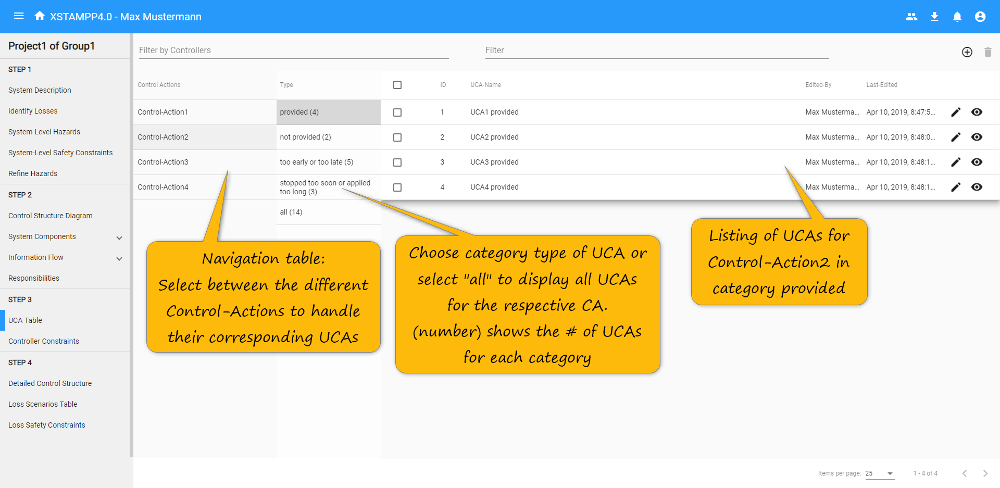 XSTAMPP4.0 - Max Mustermann
Project1 of Group1
STEP 1
System Description
Identify Losses
System-Level Hazards
System-Level Safety Constraints
Refine Hazards
STEP 2
Control Structure Diagram
System Components
Information Flow
Responsibilities
STEP 3
UCA Table
Controller Constraints
STEP 4
Detailed Control Structure
Loss Scenarios Table
Loss Safety Constraints
Filter by Controllers
Filter
Control Actions
Control-Action1
Control-Action2
Control-Action3
Control-Action4
Type
provided (4)
not provided (2)
too early or too late (5)
stopped too soon or applied
too long (3)
all (14)
ID UCA-Name Edited-By Last-Edited
1 UCA1 provided Max Musterma... Apr 10, 2019, 8:47:5...
2 UCA2 provided Max Musterma... Apr 10, 2019, 8:48:0...
3 UCA3 provided Max Musterma... Apr 10, 2019, 8:48:1...
4 UCA4 provided Max Musterma... Apr 10, 2019, 8:48:1...
Navigation table:
Select between the different
Control-Actions to handle
their corresponding UCAs
Choose category type of UCA or
select "all" to display all UCAs
for the respective CA.
(number) shows the # of UCAs
for each category
Listing of UCAs for
Control-Action2 in
category provided
Items per page: 25 1 - 4 of 4